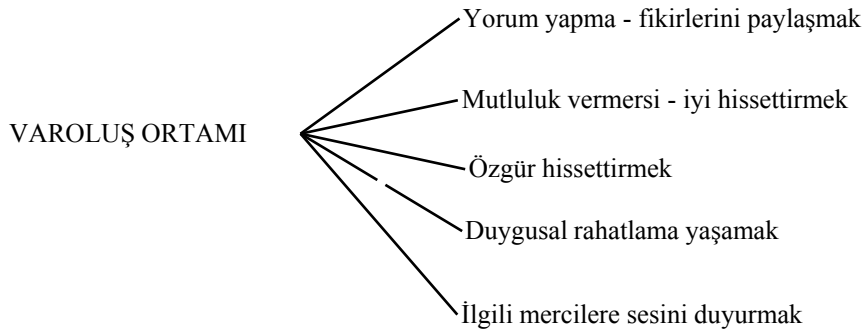 Yorum yapma - fikirlerini paylaşmak
Mutluluk vermersi - iyi hissettirmek
VAROLUŞ ORTAMI
Özgür hissettirmek
Duygusal rahatlama yaşamak
İlgili mercilere sesini duyurmak